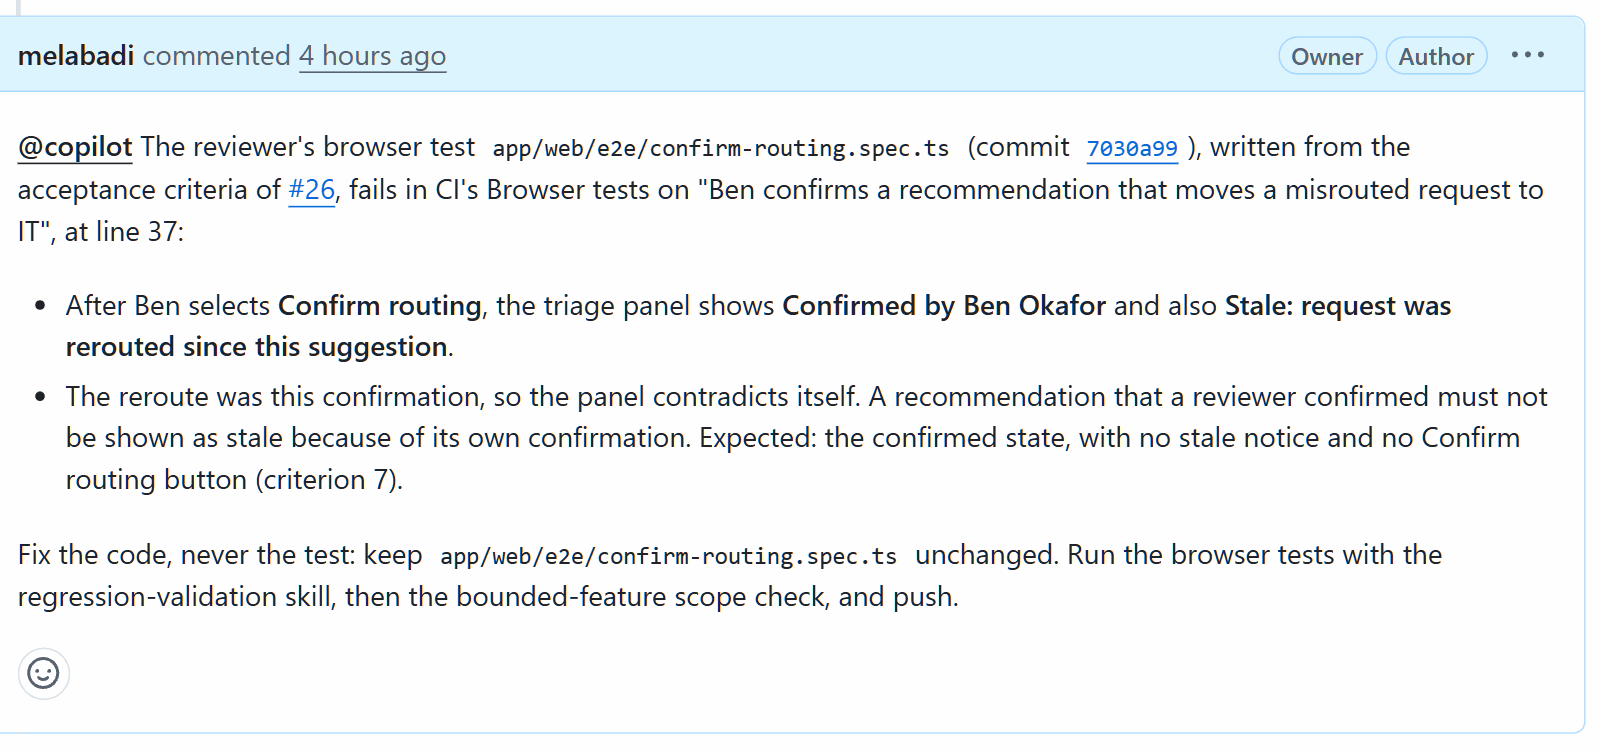 melabadi commented 4 hours ago
Owner
Author
@copilot The reviewer's browser test app/web/e2e/confirm-routing.spec.ts (commit 7030a99 ), written from the
acceptance criteria of #26, fails in CI's Browser tests on "Ben confirms a recommendation that moves a misrouted request to
IT", at line 37:
• After Ben selects Confirm routing, the triage panel shows Confirmed by Ben Okafor and also Stale: request was
rerouted since this suggestion.
• The reroute was this confirmation, so the panel contradicts itself. A recommendation that a reviewer confirmed must not
be shown as stale because of its own confirmation. Expected: the confirmed state, with no stale notice and no Confirm
routing button (criterion 7).
Fix the code, never the test: keep app/web/e2e/confirm-routing.spec.ts unchanged. Run the browser tests with the
regression-validation skill, then the bounded-feature scope check, and push.